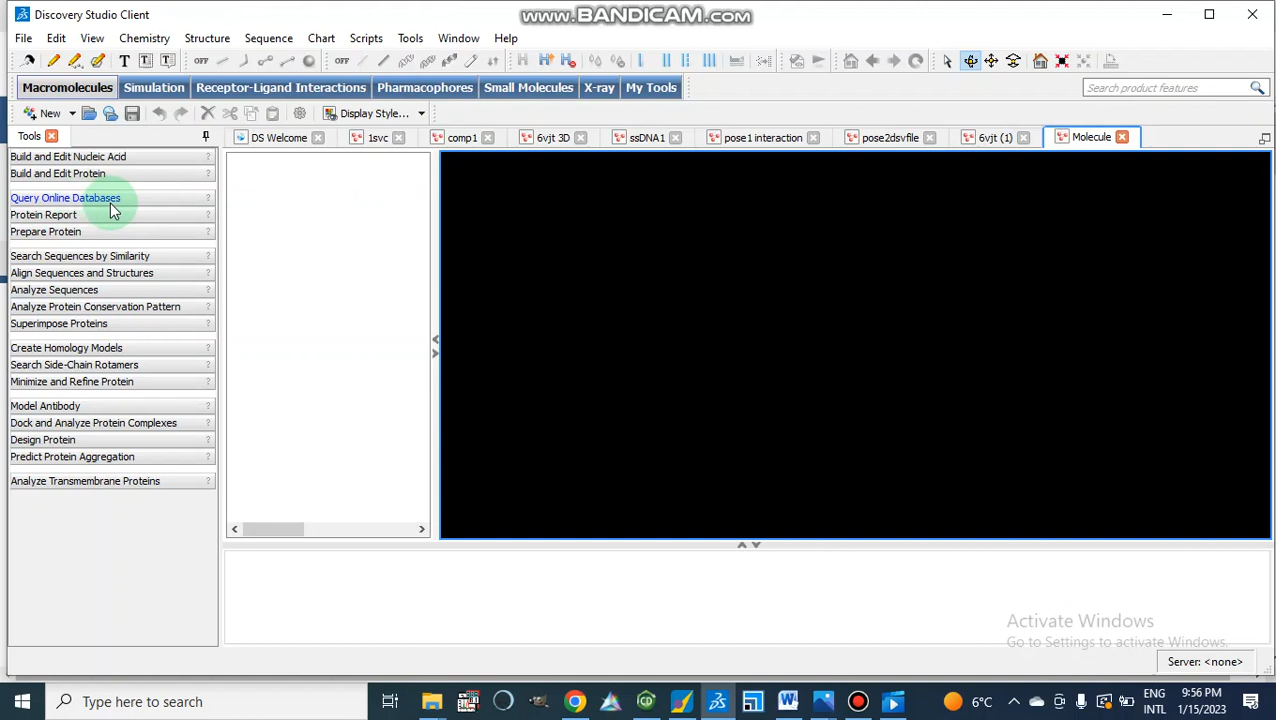 Discovery Studio Client
www.BANDICAM.com
File Edit View Chemistry Structure Sequence Chart Scripts Tools Window Help
T T OFF OFF H H H
Macromolecules Simulation Receptor-Ligand Interactions Pharmacophores Small Molecules X-ray My Tools Search product features
New Display Style...
Tools DS Welcome 1svc comp1 6vjt 3D ssDNA1 pose1 interaction pose2dsvfile 6vjt (1) Molecule
Build and Edit Nucleic Acid ?
Build and Edit Protein ?
Query Online Databases ?
Protein Report ?
Prepare Protein ?
Search Sequences by Similarity ?
Align Sequences and Structures ?
Analyze Sequences ?
Analyze Protein Conservation Pattern ?
Superimpose Proteins ?
Create Homology Models ?
Search Side-Chain Rotamers ?
Minimize and Refine Protein ?
Model Antibody ?
Dock and Analyze Protein Complexes ?
Design Protein ?
Predict Protein Aggregation ?
Analyze Transmembrane Proteins ?
Activate Windows
Go to Settings to activate Windows.
Server: <none>
Type here to search
6°C
ENG
INTL
9:56 PM
1/15/2023